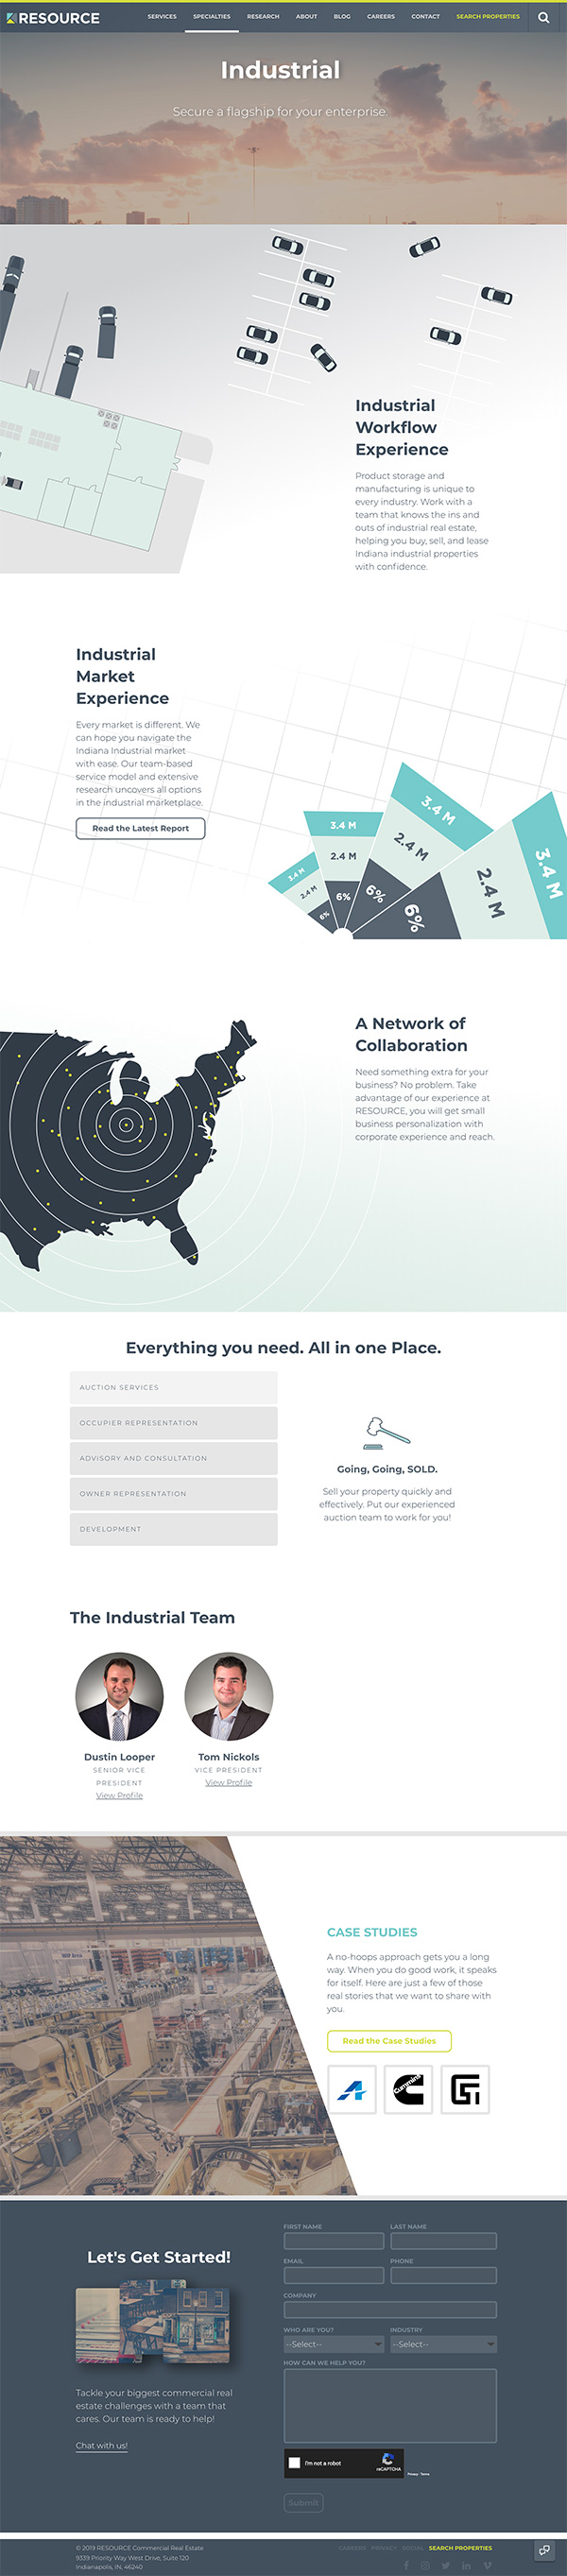 RESOURCE
SERVICES SPECIALTIES RESEARCH ABOUT BLOG CAREERS CONTACT SEARCH PROPERTIES
Industrial
Secure a flagship for your enterprise.
Industrial
Workflow
Experience
Product storage and
manufacturing is unique to
every industry. Work with a
team that knows the ins and
outs of industrial real estate,
helping you buy, sell, and lease
Indiana industrial properties
with confidence.
Industrial
Market
Experience
Every market is different. We
can hope you navigate the
Indiana Industrial market
with ease. Our team-based
service model and extensive
research uncovers all options
in the industrial marketplace.
Read the Latest Report
3.4 M
2.4 M
6%
3.4 M
2.4 M
6%
3.4 M
2.4 M
6%
3.4 M
2.4 M
6%
A Network of
Collaboration
Need something extra for your
business? No problem. Take
advantage of our experience at
RESOURCE, you will get small
business personalization with
corporate experience and reach.
Everything you need. All in one Place.
AUCTION SERVICES
OCCUPIER REPRESENTATION
ADVISORY AND CONSULTATION
OWNER REPRESENTATION
DEVELOPMENT
Going, Going, SOLD.
Sell your property quickly and
effectively. Put our experienced
auction team to work for you!
The Industrial Team
Dustin Looper
SENIOR VICE
PRESIDENT
View Profile
Tom Nickols
VICE PRESIDENT
View Profile
CASE STUDIES
A no-hoops approach gets you a long
way. When you do good work, it speaks
for itself. Here are just a few of those
real stories that we want to share with
you.
Read the Case Studies
Cummins
Let's Get Started!
Tackle your biggest commercial real
estate challenges with a team that
cares. Our team is ready to help!
Chat with us!
FIRST NAME LAST NAME
EMAIL PHONE
COMPANY
WHO ARE YOU? INDUSTRY
--Select-- --Select--
HOW CAN WE HELP YOU?
I'm not a robot
reCAPTCHA
Privacy - Terms
Submit
© 2019 RESOURCE Commercial Real Estate
9339 Priority Way West Drive, Suite 120
Indianapolis, IN, 46240
CAREERS PRIVACY SOCIAL SEARCH PROPERTIES